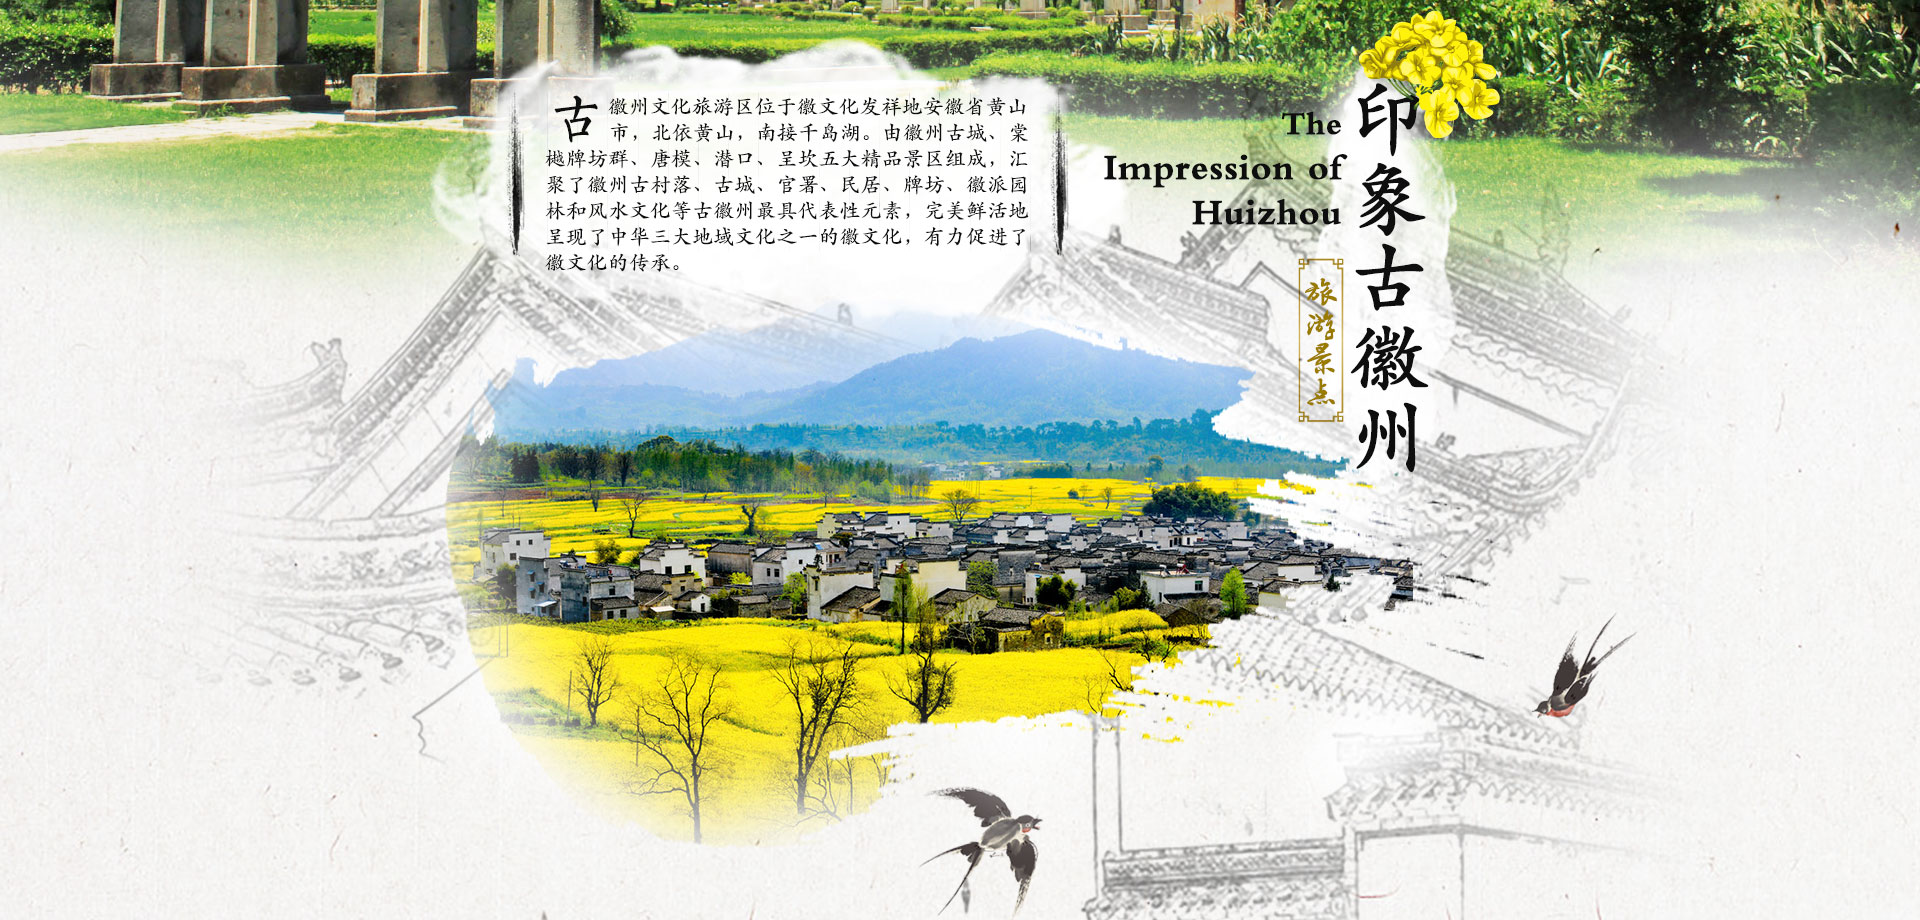 古徽州文化旅游区位于徽文化发祥地安徽省黄山
市，北依黄山，南接千岛湖。由徽州古城、棠
樾牌坊群、唐模、潜口、呈坎五大精品景区组成，汇
聚了徽州古村落、古城、官署、民居、牌坊、徽派园
林和风水文化等古徽州最具代表性元素，完美鲜活地
呈现了中华三大地域文化之一的徽文化，有力促进了
徽文化的传承。
The
Impression of
Huizhou
印象古徽州
旅游景点